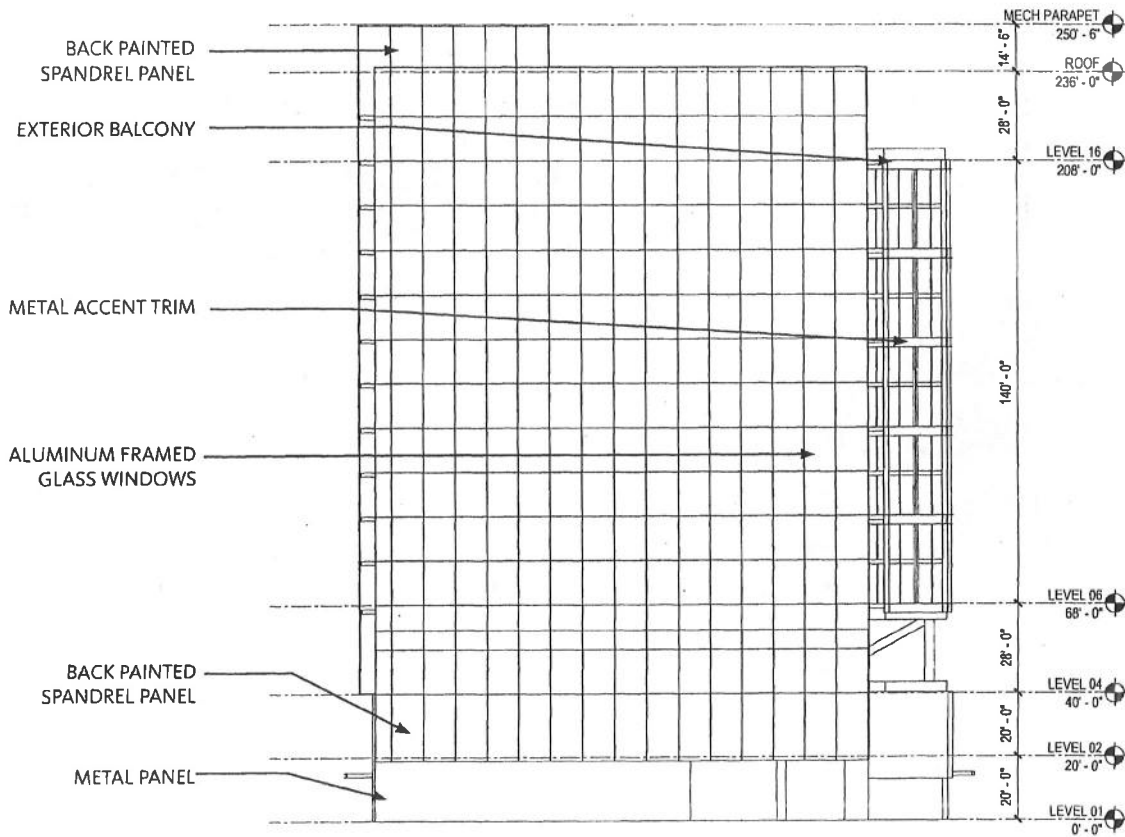 MECH PARAPET
250' - 6"
14' - 6"
BACK PAINTED
SPANDREL PANEL
ROOF
236' - 0"
28' - 0"
EXTERIOR BALCONY
LEVEL 16
208' - 0"
METAL ACCENT TRIM
140' - 0"
ALUMINUM FRAMED
GLASS WINDOWS
LEVEL 06
68' - 0"
28' - 0"
BACK PAINTED
SPANDREL PANEL
LEVEL 04
40' - 0"
20' - 0"
LEVEL 02
20' - 0"
METAL PANEL
20' - 0"
LEVEL 01
0' - 0"